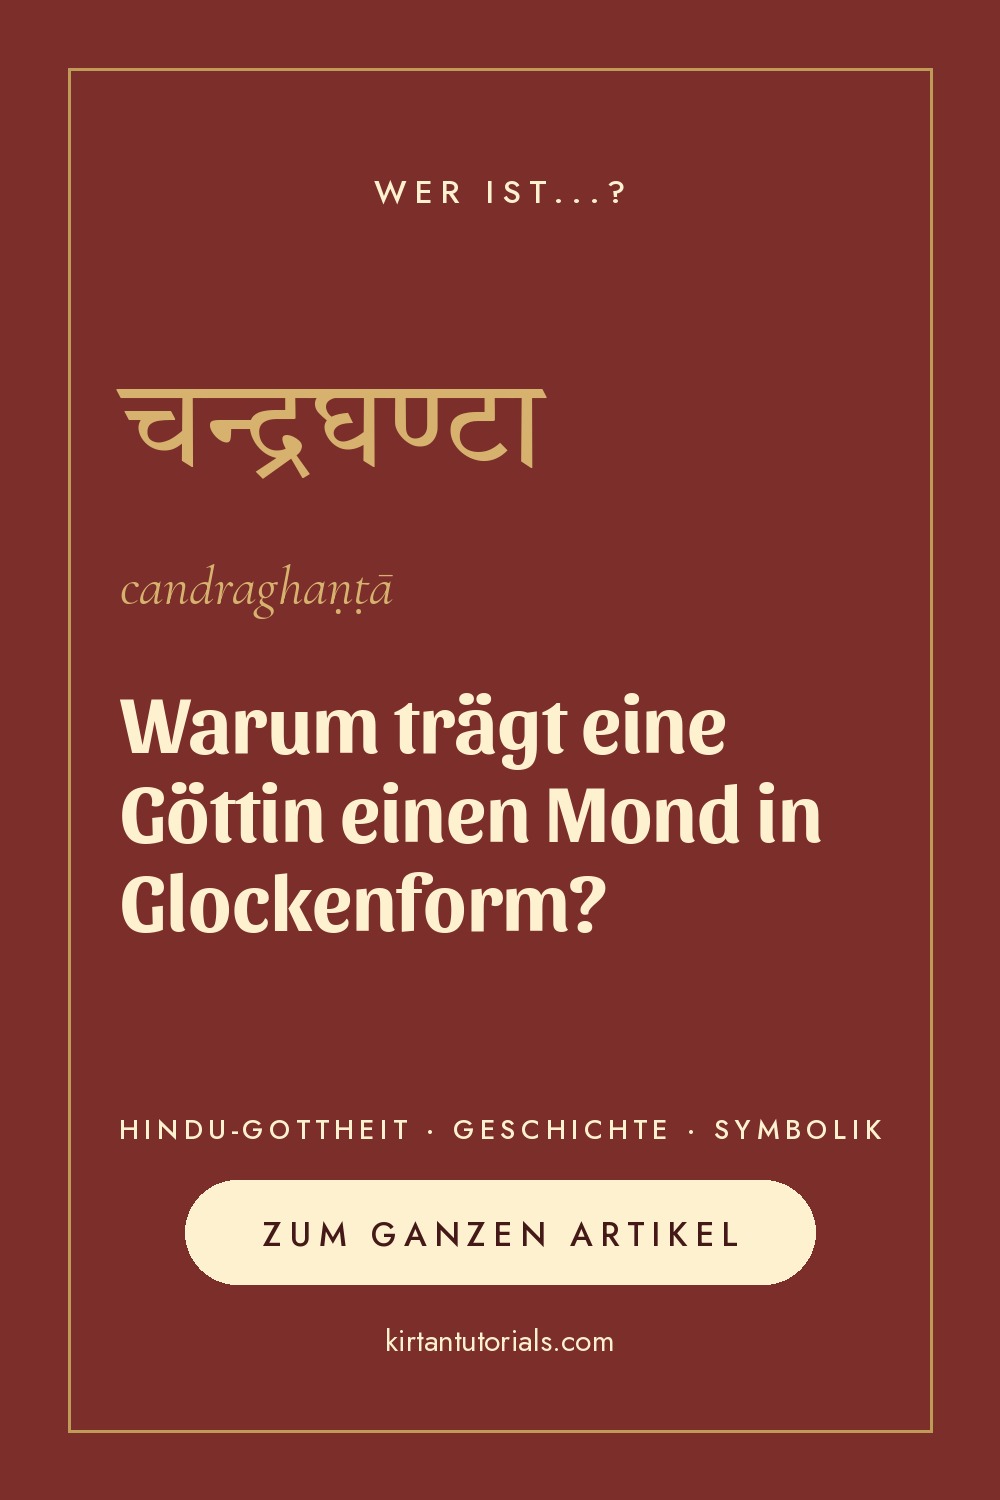 WER IST...?
चन्द्रघण्टा
candraghaṇṭā
Warum trägt eine
Göttin einen Mond in
Glockenform?
HINDU-GOTTHEIT · GESCHICHTE · SYMBOLIK
ZUM GANZEN ARTIKEL
kirtantutorials.com